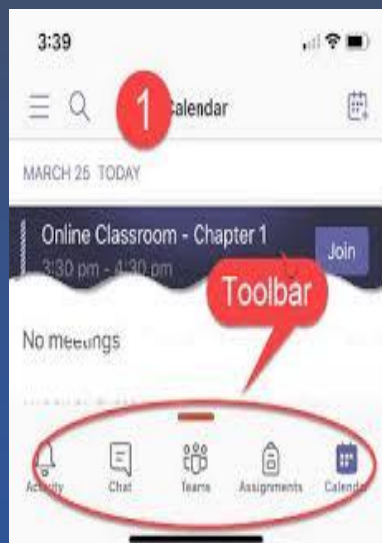 3:39
1 Calendar
MARCH 25 TODAY
Online Classroom - Chapter 1
3:30 pm - 4:30 pm
Join
Toolbar
No meetings
Activity Chat Teams Assignments Calendar